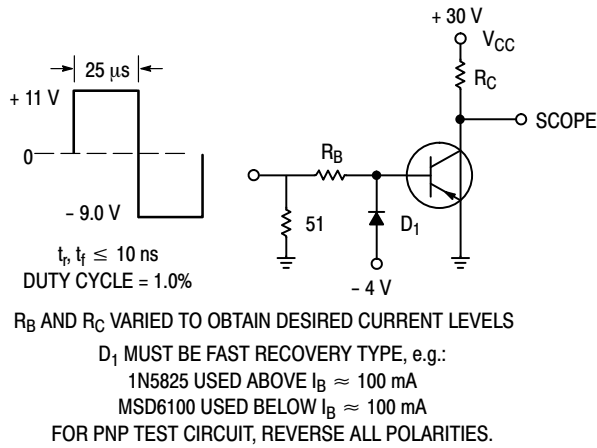 + 30 V
V_CC
25 μs
R_C
+ 11 V
SCOPE
R_B
0
51
D_1
- 9.0 V
- 4 V
t_r, t_f ≤ 10 ns
DUTY CYCLE = 1.0%
R_B AND R_C VARIED TO OBTAIN DESIRED CURRENT LEVELS
D_1 MUST BE FAST RECOVERY TYPE, e.g.:
1N5825 USED ABOVE I_B ≈ 100 mA
MSD6100 USED BELOW I_B ≈ 100 mA
FOR PNP TEST CIRCUIT, REVERSE ALL POLARITIES.